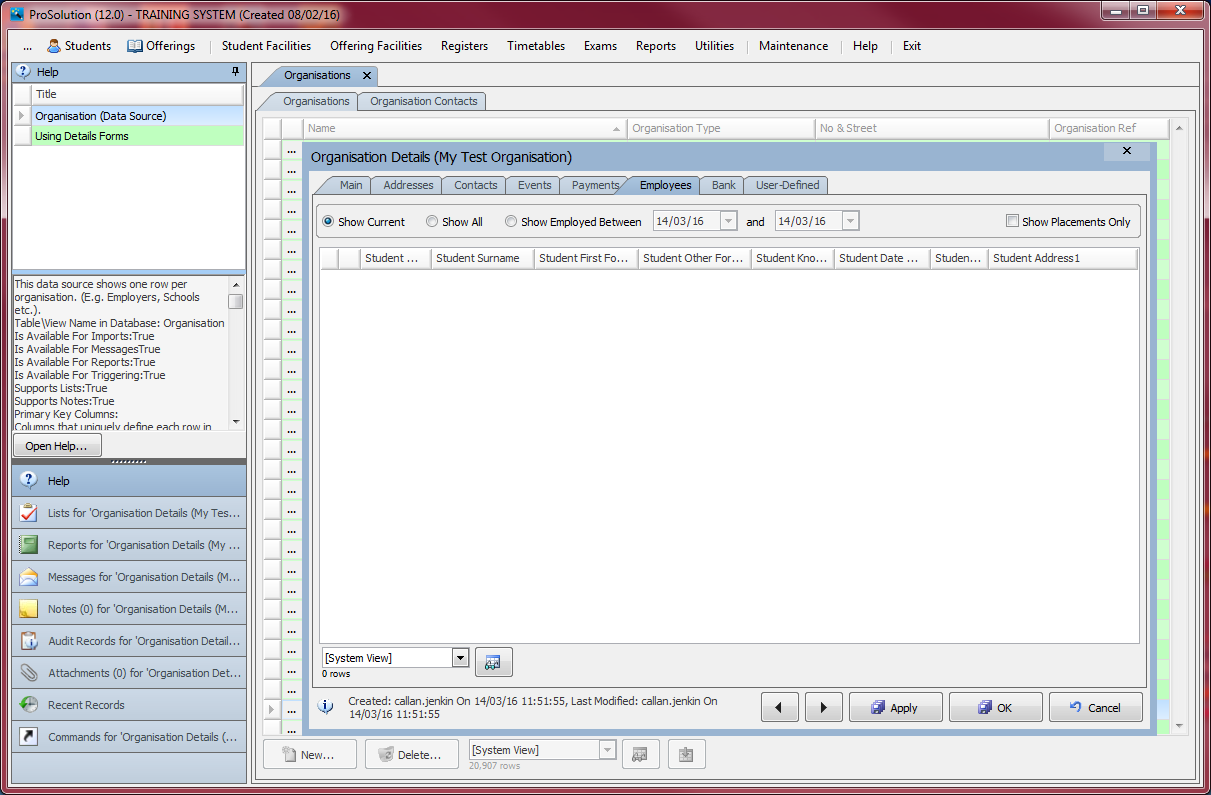 ProSolution (12.0) - TRAINING SYSTEM (Created 08/02/16)
... Students Offerings Student Facilities Offering Facilities Registers Timetables Exams Reports Utilities Maintenance Help Exit
Help
Title
Organisation (Data Source)
Using Details Forms
This data source shows one row per
organisation. (E.g. Employers, Schools
etc.).
Table\View Name in Database: Organisation
Is Available For Imports:True
Is Available For MessagesTrue
Is Available For Reports:True
Is Available For Triggering:True
Supports Lists:True
Supports Notes:True
Primary Key Columns:
Columns that uniquely define each row in
Open Help...
Help
Lists for 'Organisation Details (My Tes...
Reports for 'Organisation Details (My ...
Messages for 'Organisation Details (M...
Notes (0) for 'Organisation Details (M...
Audit Records for 'Organisation Detail...
Attachments (0) for 'Organisation Det...
Recent Records
Commands for 'Organisation Details (...
Organisations
Organisations Organisation Contacts
Name Organisation Type No & Street Organisation Ref
Organisation Details (My Test Organisation)
Main Addresses Contacts Events Payments Employees Bank User-Defined
Show Current Show All Show Employed Between 14/03/16 and 14/03/16 Show Placements Only
Student ... Student Surname Student First Fo... Student Other For... Student Kno... Student Date ... Studen... Student Address1
[System View]
0 rows
Created: callan.jenkin On 14/03/16 11:51:55, Last Modified: callan.jenkin On
14/03/16 11:51:55
Apply OK Cancel
New... Delete... [System View]
20,907 rows